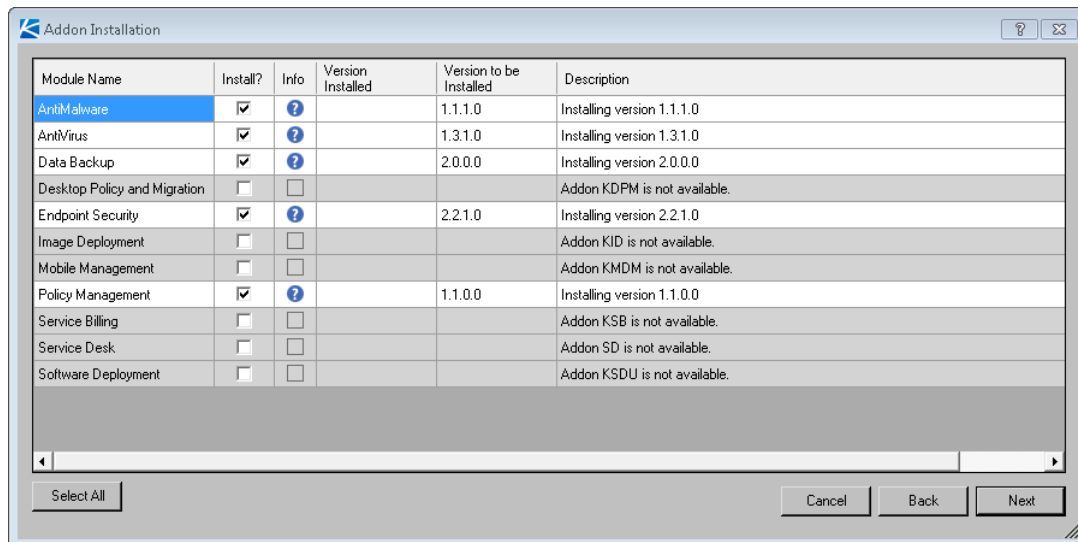 Addon Installation
Module Name Install? Info Version Installed Version to be Installed Description
AntiMalware ? 1.1.1.0 Installing version 1.1.1.0
AntiVirus ? 1.3.1.0 Installing version 1.3.1.0
Data Backup ? 2.0.0.0 Installing version 2.0.0.0
Desktop Policy and Migration Addon KDPM is not available.
Endpoint Security ? 2.2.1.0 Installing version 2.2.1.0
Image Deployment Addon KID is not available.
Mobile Management Addon KMDM is not available.
Policy Management ? 1.1.0.0 Installing version 1.1.0.0
Service Billing Addon KSB is not available.
Service Desk Addon SD is not available.
Software Deployment Addon KSDU is not available.
Select All Cancel Back Next